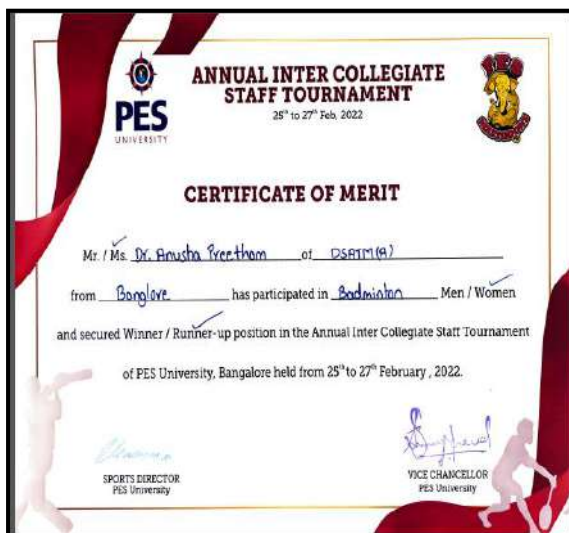 PES
UNIVERSITY
ANNUAL INTER COLLEGIATE
STAFF TOURNAMENT
25th to 27th Feb, 2022
PES
CERTIFICATE OF MERIT
Mr. / Ms. Dr. Anusha Preetham of DSATM(A)
from Banglore has participated in Badminton Men / Women
and secured Winner / Runner-up position in the Annual Inter Collegiate Staff Tournament
of PES University, Bangalore held from 25th to 27th February , 2022.
SPORTS DIRECTOR
PES University
VICE CHANCELLOR
PES University